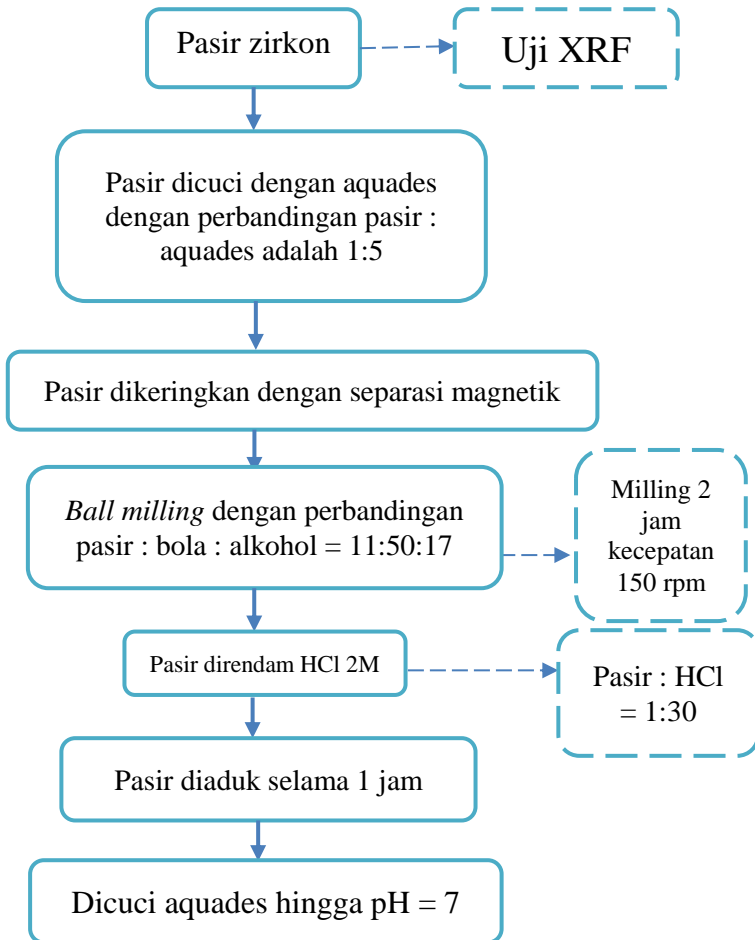 Pasir zirkon
Uji XRF
Pasir dicuci dengan aquades
dengan perbandingan pasir :
aquades adalah 1:5
Pasir dikeringkan dengan separasi magnetik
Ball milling dengan perbandingan
pasir : bola : alkohol = 11:50:17
Milling 2
jam
kecepatan
150 rpm
Pasir direndam HCl 2M
Pasir : HCl
= 1:30
Pasir diaduk selama 1 jam
Dicuci aquades hingga pH = 7